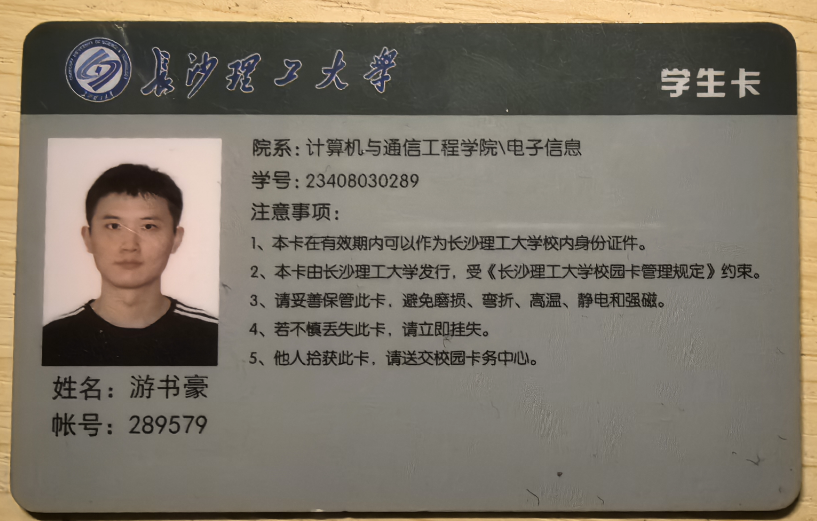 长沙理工大学
学生卡
院系:计算机与通信工程学院\电子信息
学号:23408030289
注意事项:
1、本卡在有效期内可以作为长沙理工大学校内身份证件。
2、本卡由长沙理工大学发行，受《长沙理工大学校园卡管理规定》约束。
3、请妥善保管此卡，避免磨损、弯折、高温、静电和强磁。
4、若不慎丢失此卡，请立即挂失。
5、他人拾获此卡，请送交校园卡务中心。
姓名：游书豪
帐号：289579